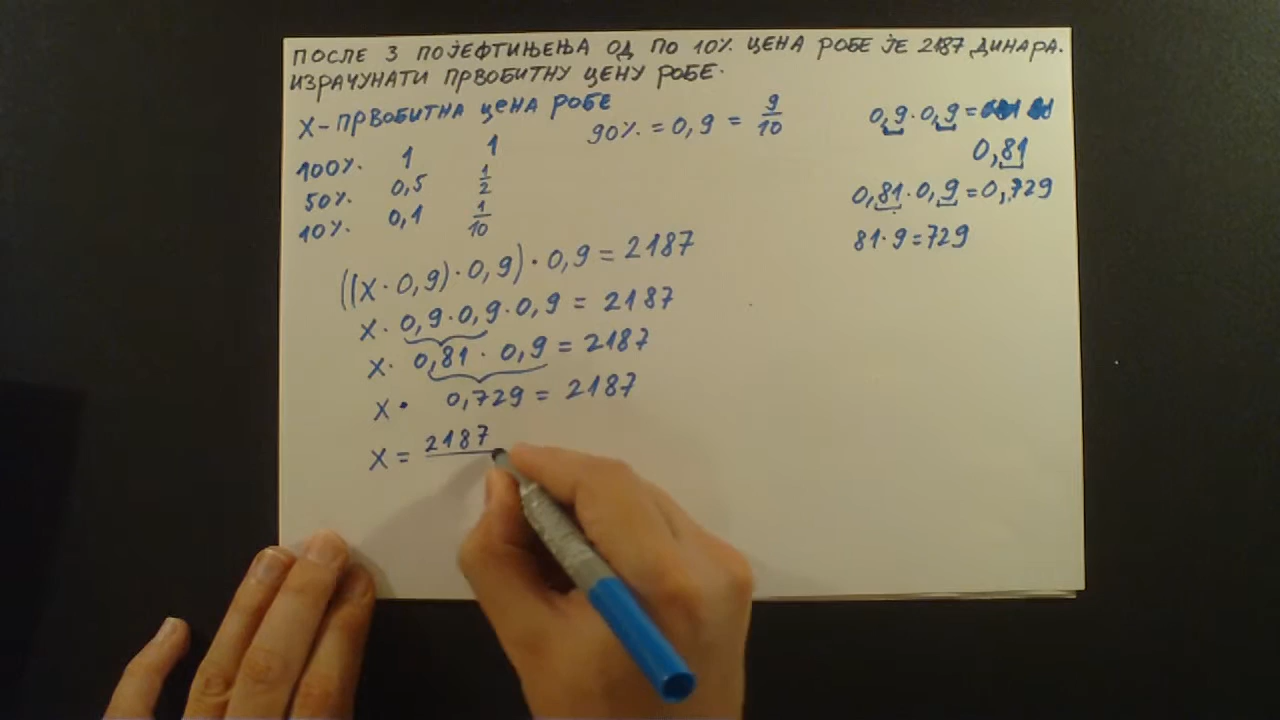 ПОСЛЕ 3 ПОЈЕФТИЊЕЊА ОД ПО 10% ЦЕНА РОБЕ ЈЕ 2187 ДИНАРА.
ИЗРАЧУНАТИ ПРВОБИТНУ ЦЕНУ РОБЕ.
X-ПРВОБИТНА ЦЕНА РОБЕ
100% 1 1
50% 0,5 1/2
10% 0,1 1/10
90% = 0,9 = 9/10
0,9·0,9=
0,81
0,81·0,9=0,729
81·9=729
((X·0,9)·0,9)·0,9=2187
X·0,9·0,9·0,9=2187
X·0,81·0,9=2187
X·0,729=2187
X=2187